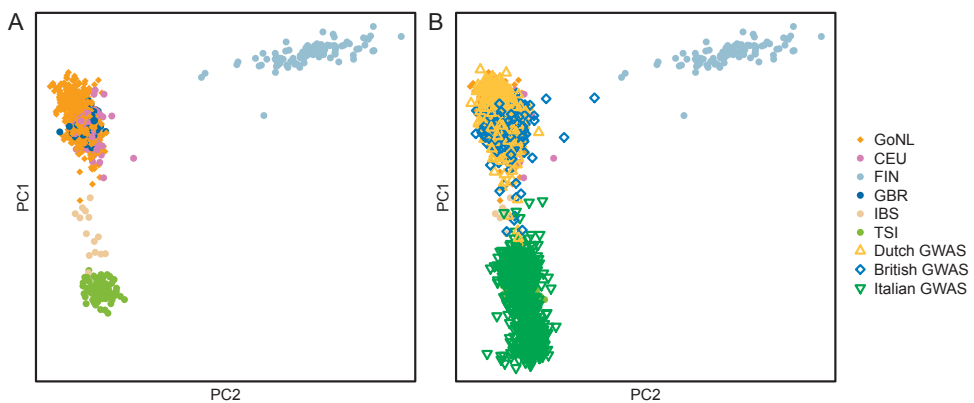 A
B
PC1
PC2
PC1
PC2
GoNL
CEU
FIN
GBR
IBS
TSI
Dutch GWAS
British GWAS
Italian GWAS